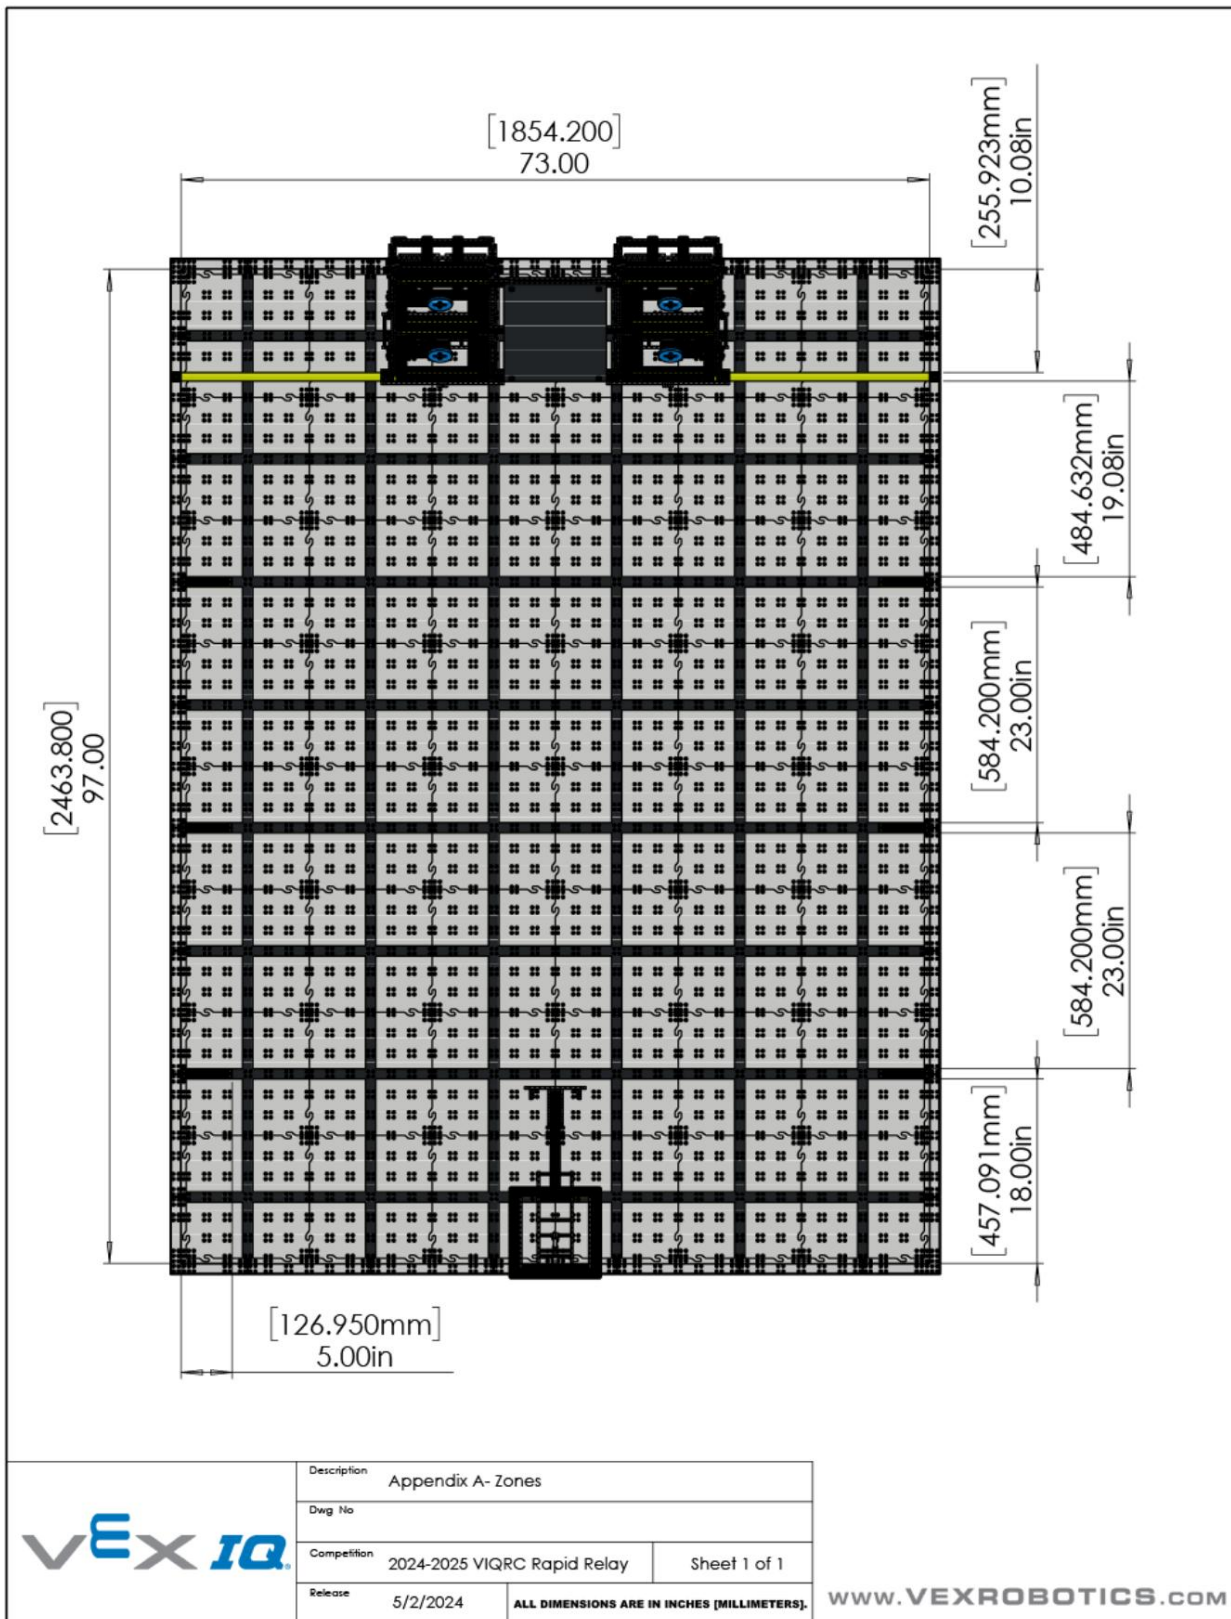 [1854.200]
73.00
[255.923mm]
10.08in
[484.632mm]
19.08in
[584.200mm]
23.00in
[2463.800]
97.00
[584.200mm]
23.00in
[457.091mm]
18.00in
[126.950mm]
5.00in
Description Appendix A- Zones
Dwg No
Competition 2024-2025 VIQRC Rapid Relay Sheet 1 of 1
Release 5/2/2024 ALL DIMENSIONS ARE IN INCHES [MILLIMETERS].
VEX IQ
www.VEXROBOTICS.com